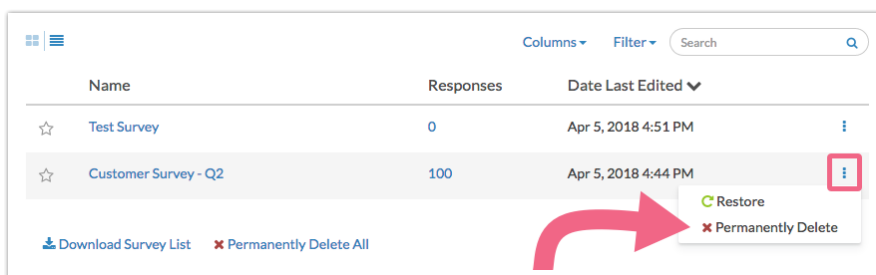 Columns Filter Search
Name Responses Date Last Edited
Test Survey 0 Apr 5, 2018 4:51 PM
Customer Survey - Q2 100 Apr 5, 2018 4:44 PM
Restore
Permanently Delete
Download Survey List Permanently Delete All